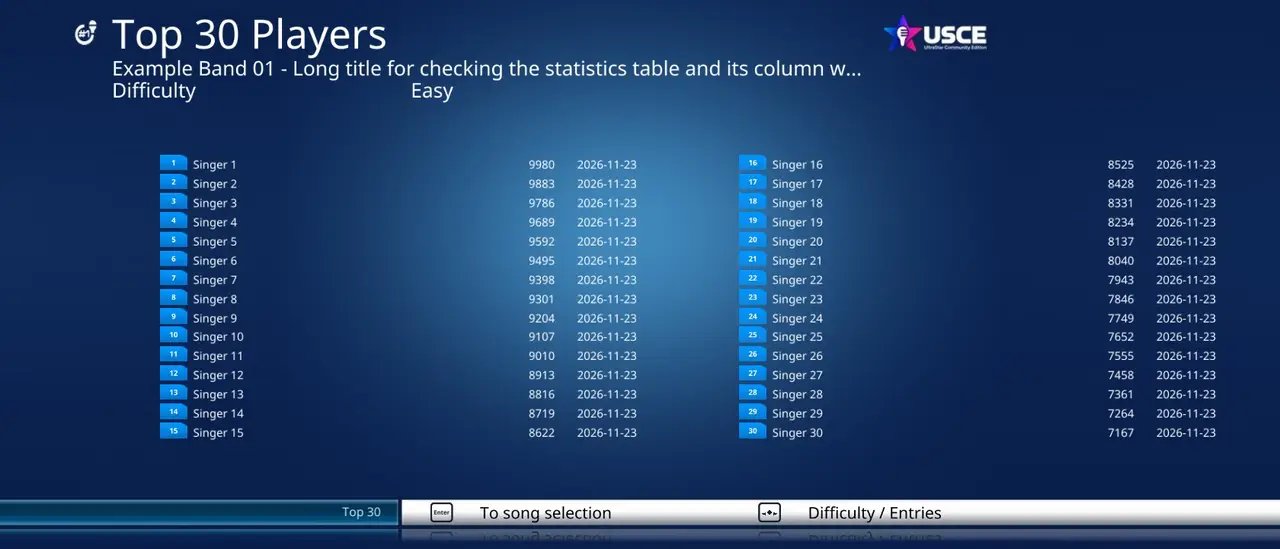 #1
Top 30 Players
USCE
UltraStar Community Edition
Example Band 01 - Long title for checking the statistics table and its column w...
Difficulty Easy
1 Singer 1 9980 2026-11-23
2 Singer 2 9883 2026-11-23
3 Singer 3 9786 2026-11-23
4 Singer 4 9689 2026-11-23
5 Singer 5 9592 2026-11-23
6 Singer 6 9495 2026-11-23
7 Singer 7 9398 2026-11-23
8 Singer 8 9301 2026-11-23
9 Singer 9 9204 2026-11-23
10 Singer 10 9107 2026-11-23
11 Singer 11 9010 2026-11-23
12 Singer 12 8913 2026-11-23
13 Singer 13 8816 2026-11-23
14 Singer 14 8719 2026-11-23
15 Singer 15 8622 2026-11-23
16 Singer 16 8525 2026-11-23
17 Singer 17 8428 2026-11-23
18 Singer 18 8331 2026-11-23
19 Singer 19 8234 2026-11-23
20 Singer 20 8137 2026-11-23
21 Singer 21 8040 2026-11-23
22 Singer 22 7943 2026-11-23
23 Singer 23 7846 2026-11-23
24 Singer 24 7749 2026-11-23
25 Singer 25 7652 2026-11-23
26 Singer 26 7555 2026-11-23
27 Singer 27 7458 2026-11-23
28 Singer 28 7361 2026-11-23
29 Singer 29 7264 2026-11-23
30 Singer 30 7167 2026-11-23
Top 30
Enter To song selection
Difficulty / Entries